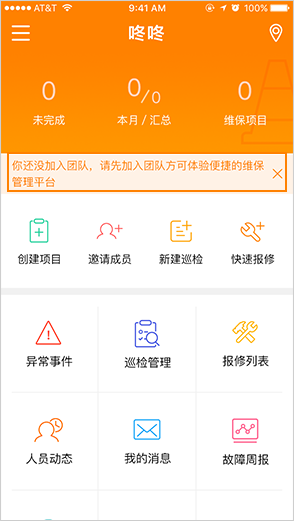 AT&T 9:41 AM 100%
咚咚
0 0/0 0
未完成 本月 / 汇总 维保项目
你还没加入团队，请先加入团队方可体验便捷的维保
管理平台
创建项目 邀请成员 新建巡检 快速报修
异常事件 巡检管理 报修列表
人员动态 我的消息 故障周报